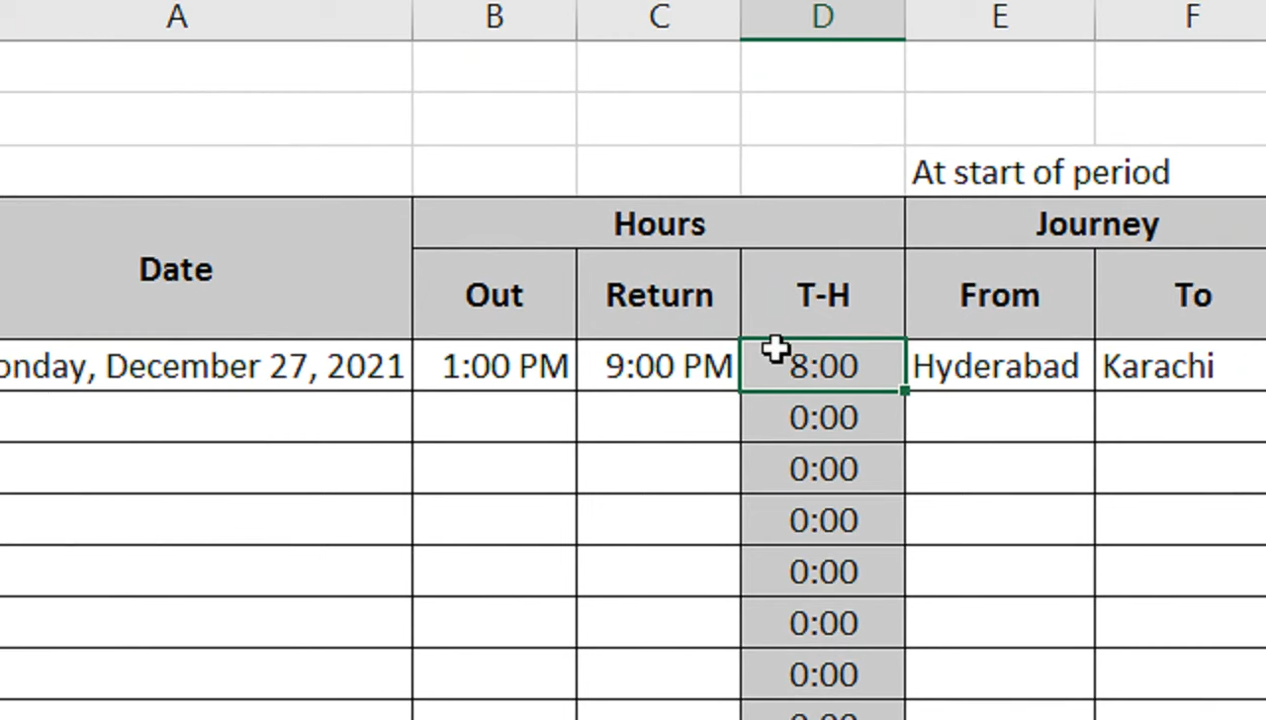 A B C D E F
At start of period
Hours Journey
Date
Out Return T-H From To
onday, December 27, 2021 1:00 PM 9:00 PM 8:00 Hyderabad Karachi
0:00
0:00
0:00
0:00
0:00
0:00